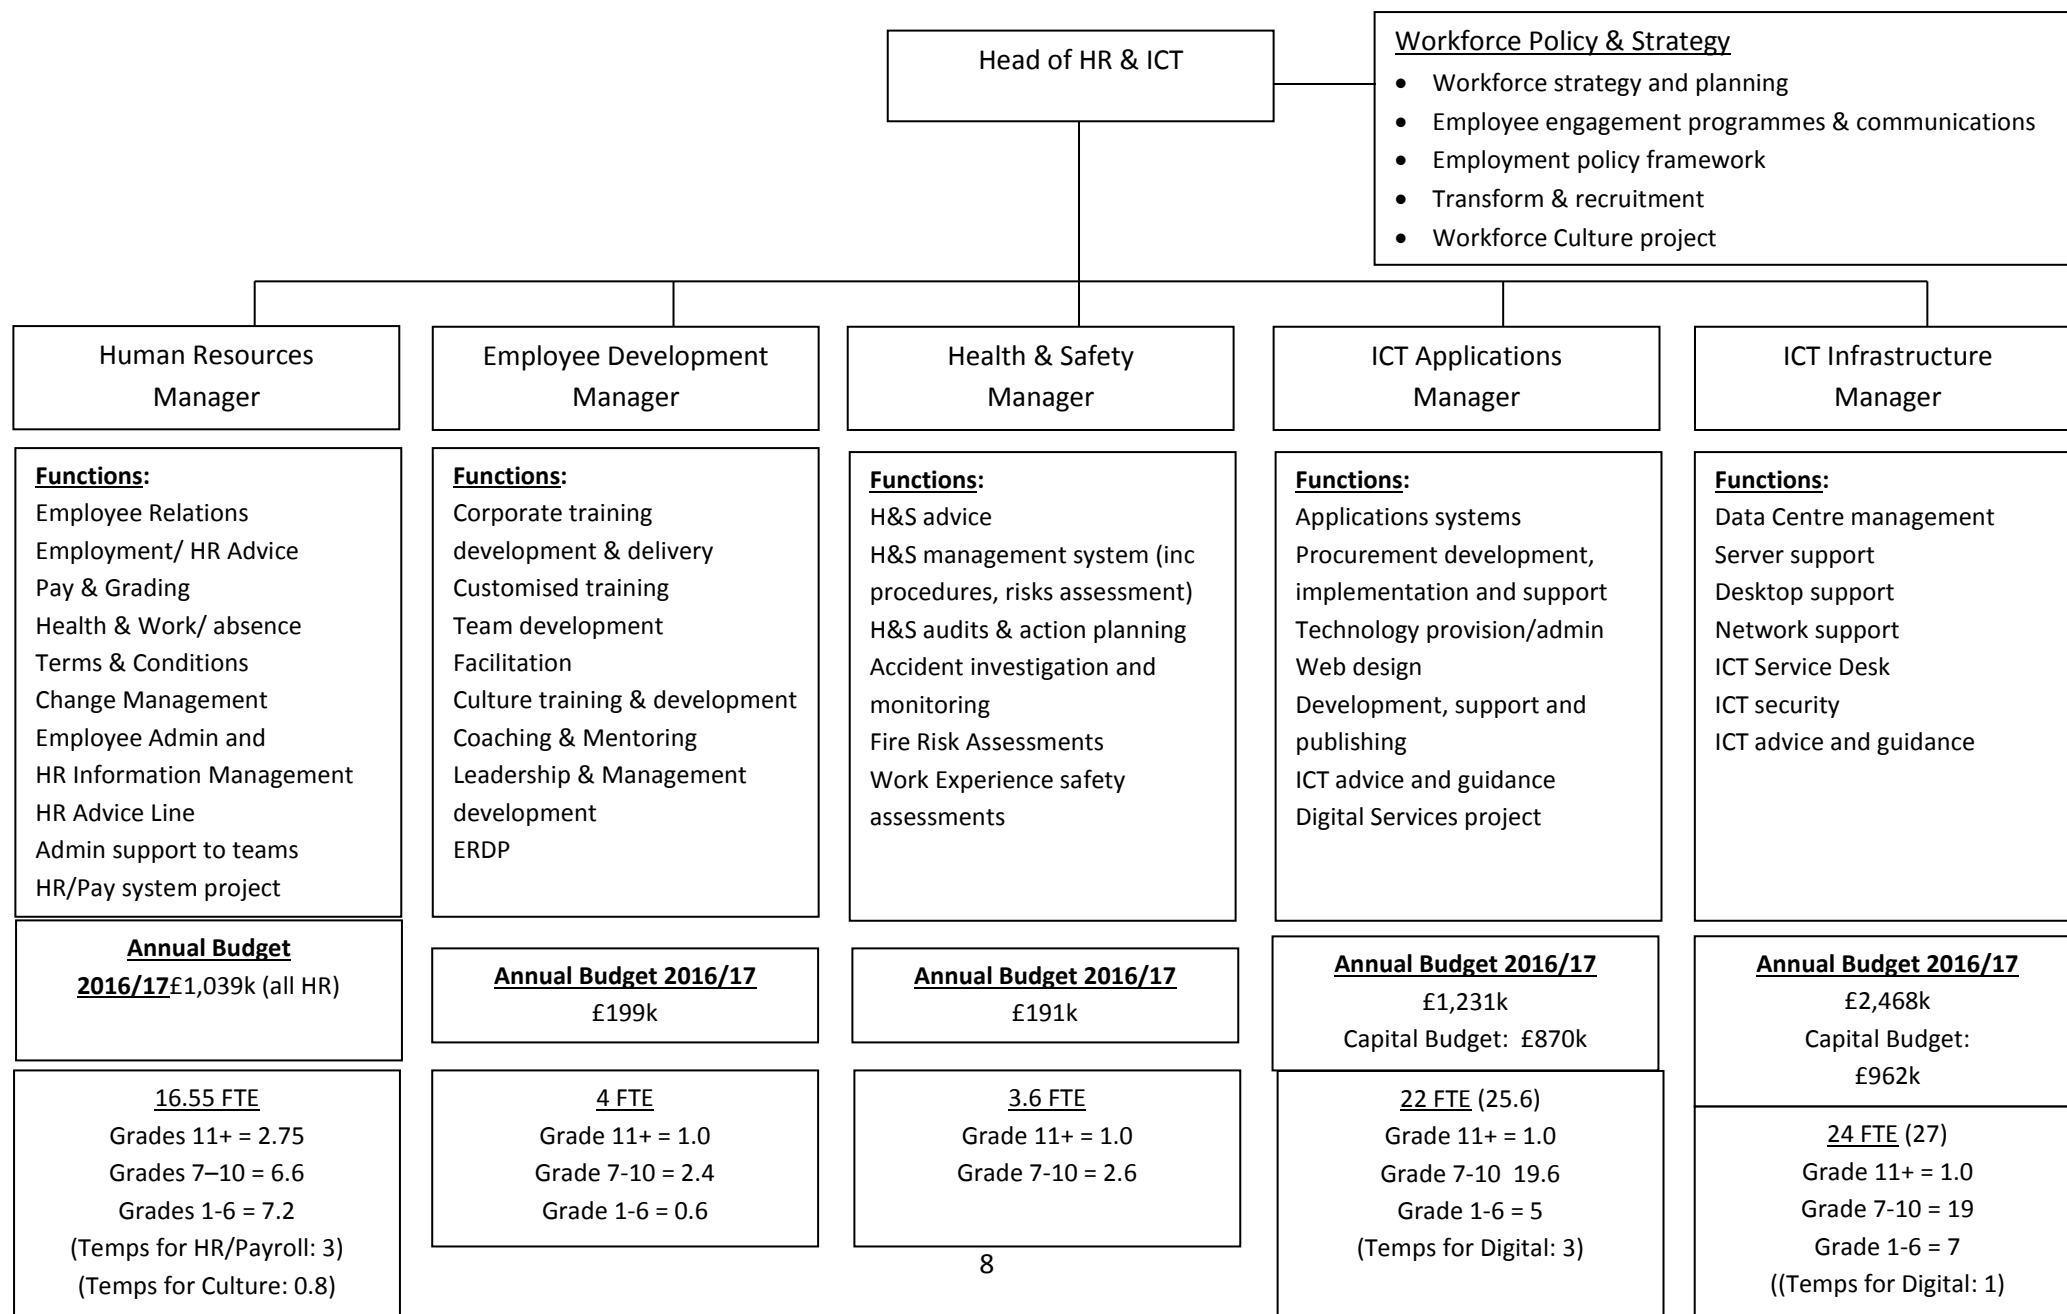 Head of HR & ICT
Workforce Policy & Strategy
• Workforce strategy and planning
• Employee engagement programmes & communications
• Employment policy framework
• Transform & recruitment
• Workforce Culture project
Human Resources
Manager
Functions:
Employee Relations
Employment/ HR Advice
Pay & Grading
Health & Work/ absence
Terms & Conditions
Change Management
Employee Admin and
HR Information Management
HR Advice Line
Admin support to teams
HR/Pay system project
Annual Budget
2016/17£1,039k (all HR)
16.55 FTE
Grades 11+ = 2.75
Grades 7–10 = 6.6
Grades 1-6 = 7.2
(Temps for HR/Payroll: 3)
(Temps for Culture: 0.8)
Employee Development
Manager
Functions:
Corporate training
development & delivery
Customised training
Team development
Facilitation
Culture training & development
Coaching & Mentoring
Leadership & Management
development
ERDP
Annual Budget 2016/17
£199k
4 FTE
Grade 11+ = 1.0
Grade 7-10 = 2.4
Grade 1-6 = 0.6
Health & Safety
Manager
Functions:
H&S advice
H&S management system (inc
procedures, risks assessment)
H&S audits & action planning
Accident investigation and
monitoring
Fire Risk Assessments
Work Experience safety
assessments
Annual Budget 2016/17
£191k
3.6 FTE
Grade 11+ = 1.0
Grade 7-10 = 2.6
ICT Applications
Manager
Functions:
Applications systems
Procurement development,
implementation and support
Technology provision/admin
Web design
Development, support and
publishing
ICT advice and guidance
Digital Services project
Annual Budget 2016/17
£1,231k
Capital Budget: £870k
22 FTE (25.6)
Grade 11+ = 1.0
Grade 7-10 19.6
Grade 1-6 = 5
(Temps for Digital: 3)
ICT Infrastructure
Manager
Functions:
Data Centre management
Server support
Desktop support
Network support
ICT Service Desk
ICT security
ICT advice and guidance
Annual Budget 2016/17
£2,468k
Capital Budget:
£962k
24 FTE (27)
Grade 11+ = 1.0
Grade 7-10 = 19
Grade 1-6 = 7
((Temps for Digital: 1)
8